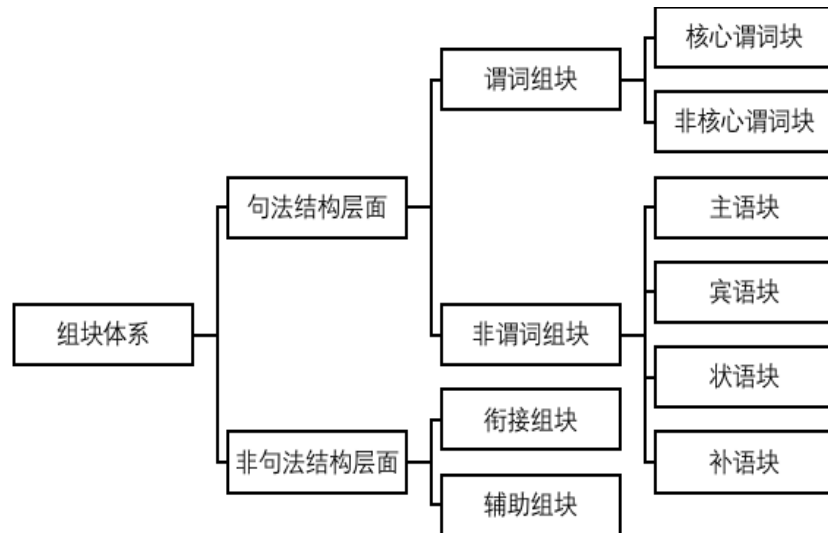 组块体系
句法结构层面
谓词组块
核心谓词块
非核心谓词块
非谓词组块
主语块
宾语块
状语块
补语块
非句法结构层面
衔接组块
辅助组块